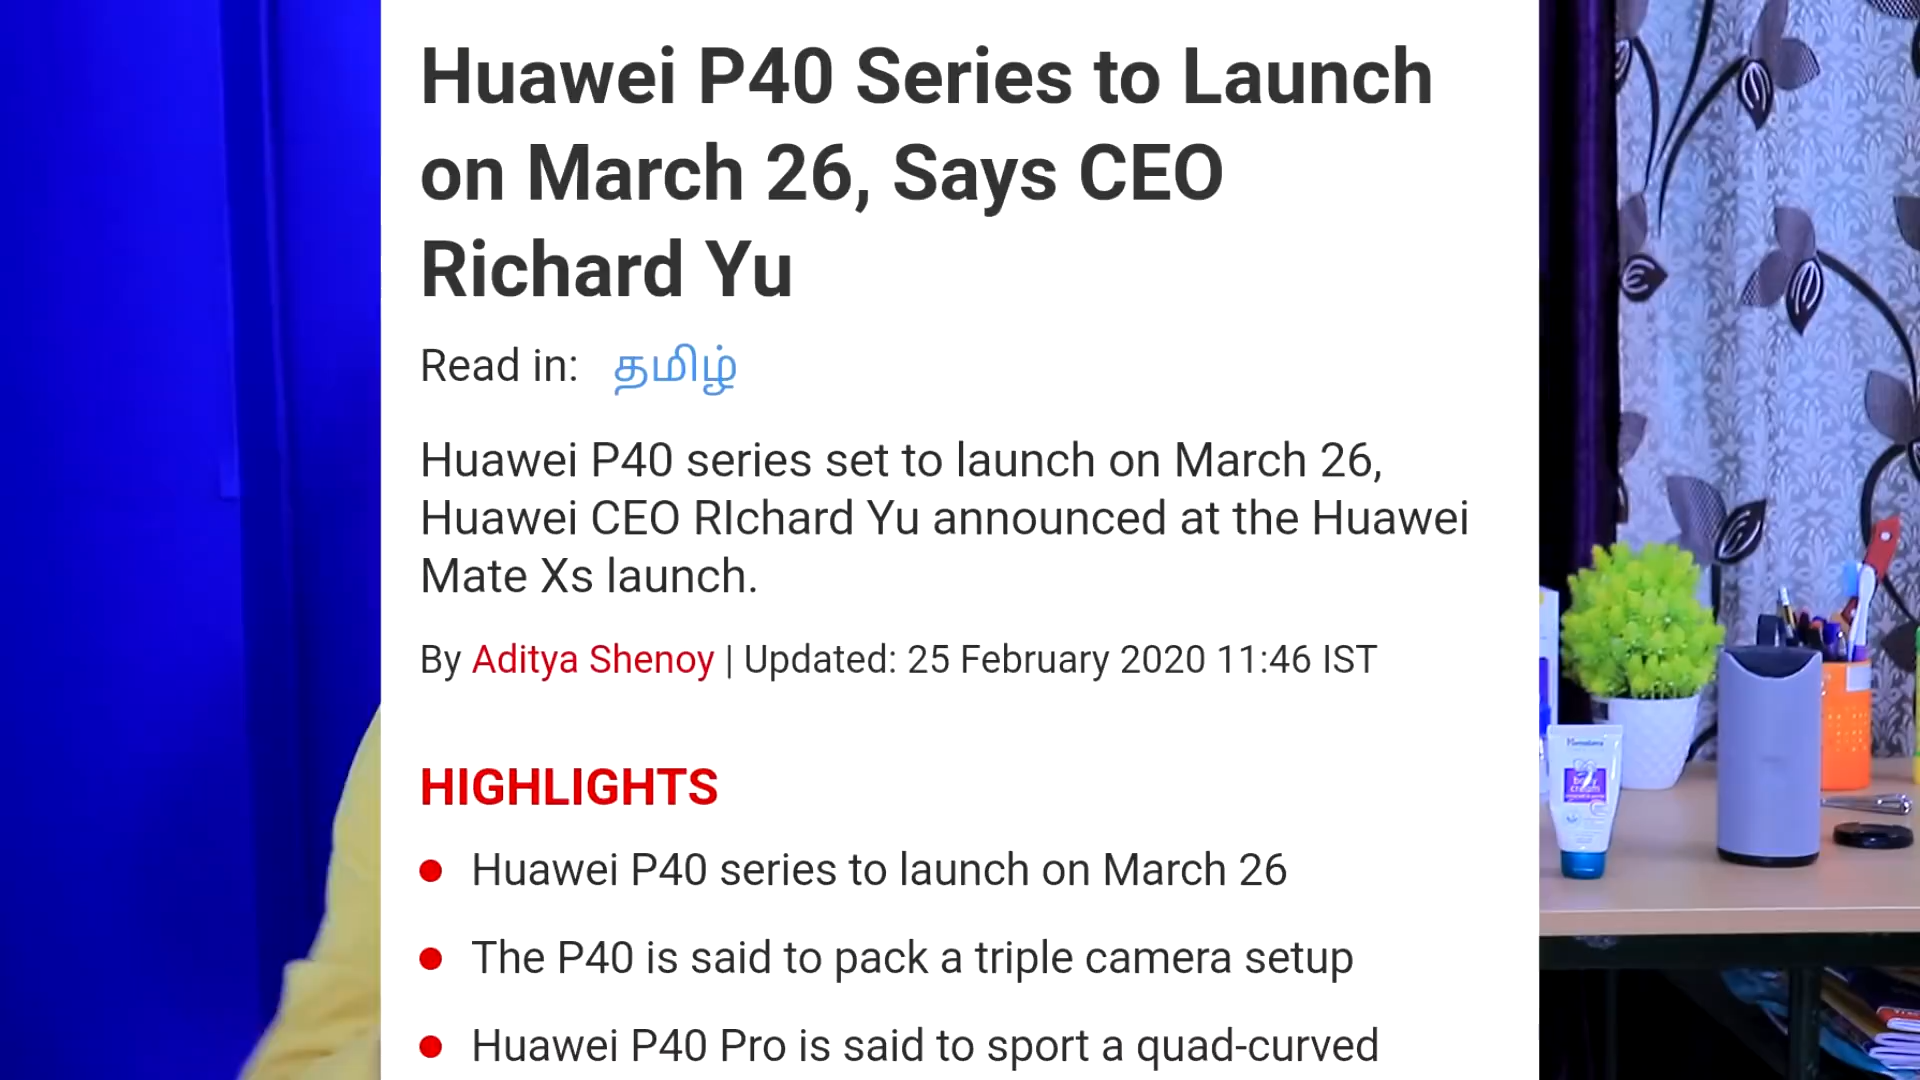 Huawei P40 Series to Launch
on March 26, Says CEO
Richard Yu
Read in: தமிழ்
Huawei P40 series set to launch on March 26,
Huawei CEO RIchard Yu announced at the Huawei
Mate Xs launch.
By Aditya Shenoy | Updated: 25 February 2020 11:46 IST
HIGHLIGHTS
Huawei P40 series to launch on March 26
The P40 is said to pack a triple camera setup
Huawei P40 Pro is said to sport a quad-curved
Himalaya
baby
cream